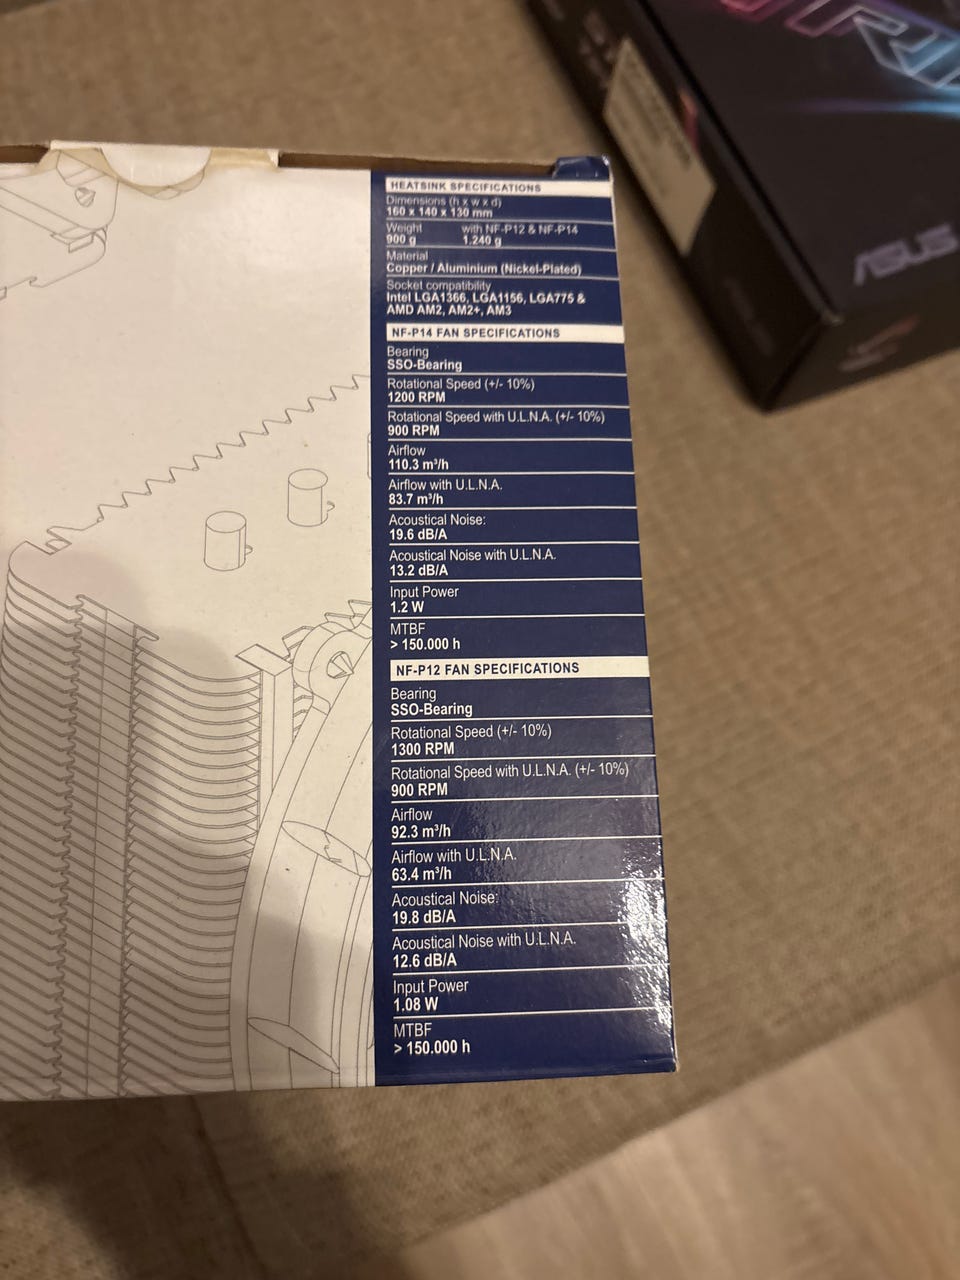 HEATSINK SPECIFICATIONS
Dimensions (h x w x d)
160 x 140 x 130 mm
Weight with NF-P12 & NF-P14
900 g 1.240 g
Material
Copper / Aluminium (Nickel-Plated)
Socket compatibility
Intel LGA1366, LGA1156, LGA775 &
AMD AM2, AM2+, AM3
NF-P14 FAN SPECIFICATIONS
Bearing
SSO-Bearing
Rotational Speed (+/- 10%)
1200 RPM
Rotational Speed with U.L.N.A. (+/- 10%)
900 RPM
Airflow
110.3 m³/h
Airflow with U.L.N.A.
83.7 m³/h
Acoustical Noise:
19.6 dB/A
Acoustical Noise with U.L.N.A.
13.2 dB/A
Input Power
1.2 W
MTBF
> 150.000 h
NF-P12 FAN SPECIFICATIONS
Bearing
SSO-Bearing
Rotational Speed (+/- 10%)
1300 RPM
Rotational Speed with U.L.N.A. (+/- 10%)
900 RPM
Airflow
92.3 m³/h
Airflow with U.L.N.A.
63.4 m³/h
Acoustical Noise:
19.8 dB/A
Acoustical Noise with U.L.N.A.
12.6 dB/A
Input Power
1.08 W
MTBF
> 150.000 h
ASUS